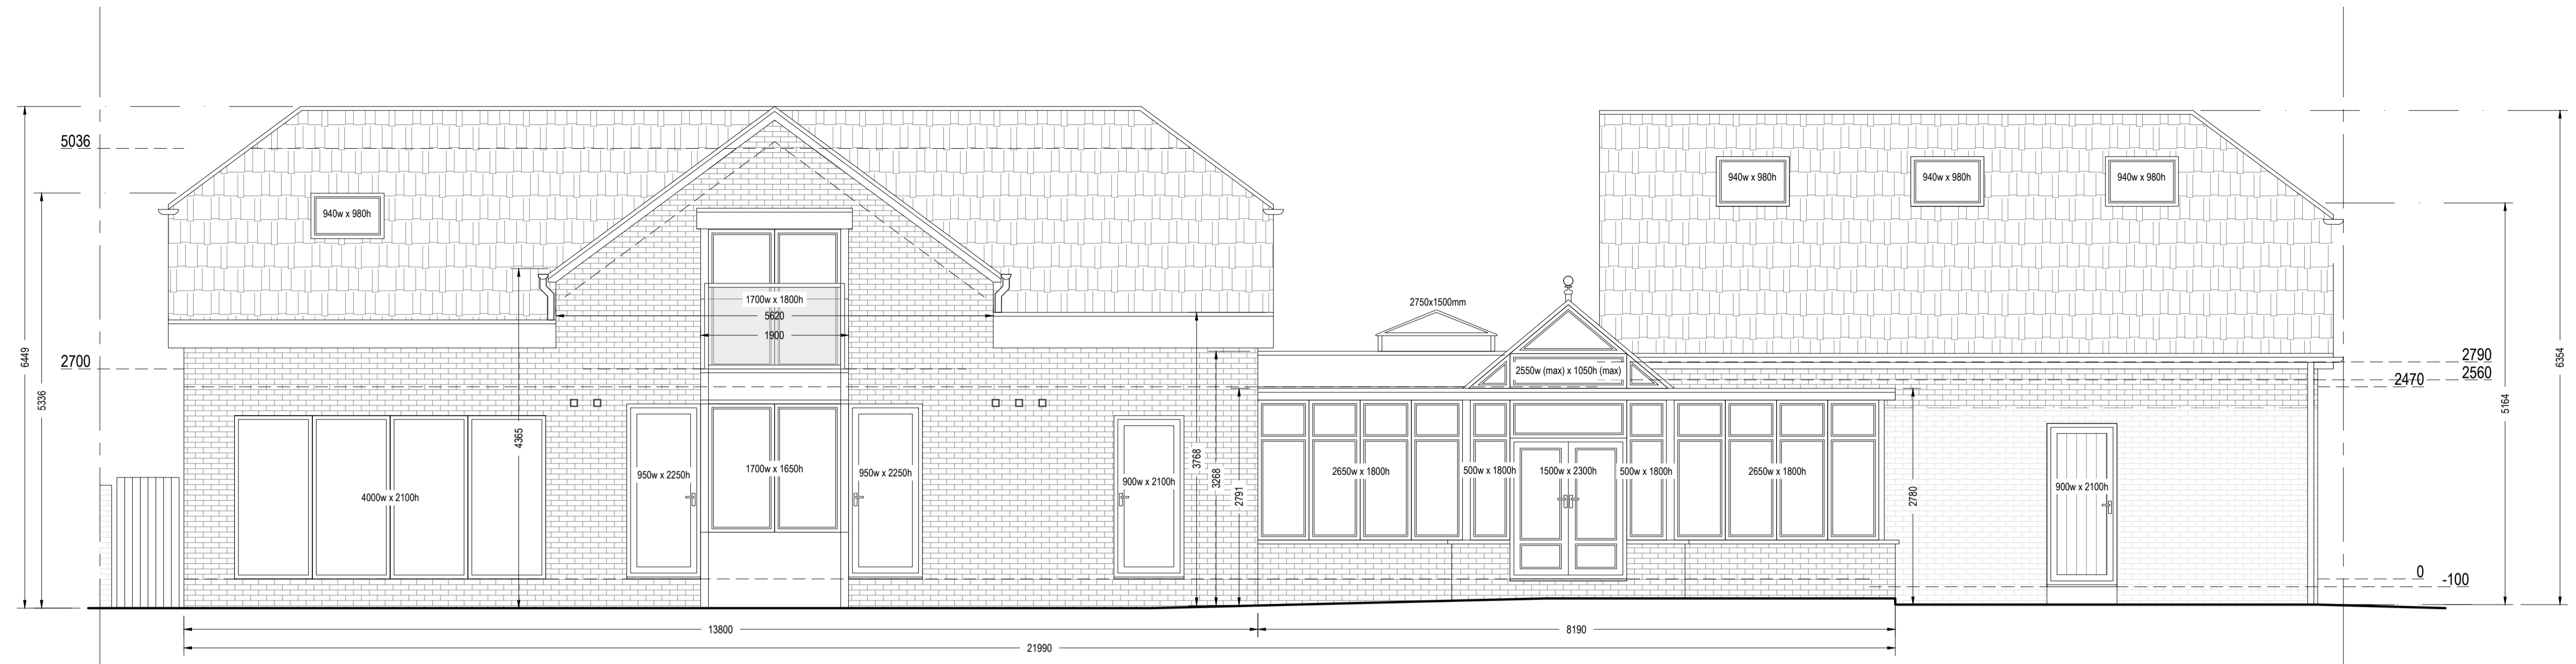 5036
2700
6449
5336
940w x 980h
1700w x 1800h
5620
1900
4365
4000w x 2100h
950w x 2250h
1700w x 1650h
950w x 2250h
900w x 2100h
3768
3268
2791
2750x1500mm
2550w (max) x 1050h (max)
2650w x 1800h
500w x 1800h
1500w x 2300h
500w x 1800h
2650w x 1800h
2780
940w x 980h
940w x 980h
940w x 980h
900w x 2100h
2790
2560
2470
0
-100
5164
6354
13800
8190
21990